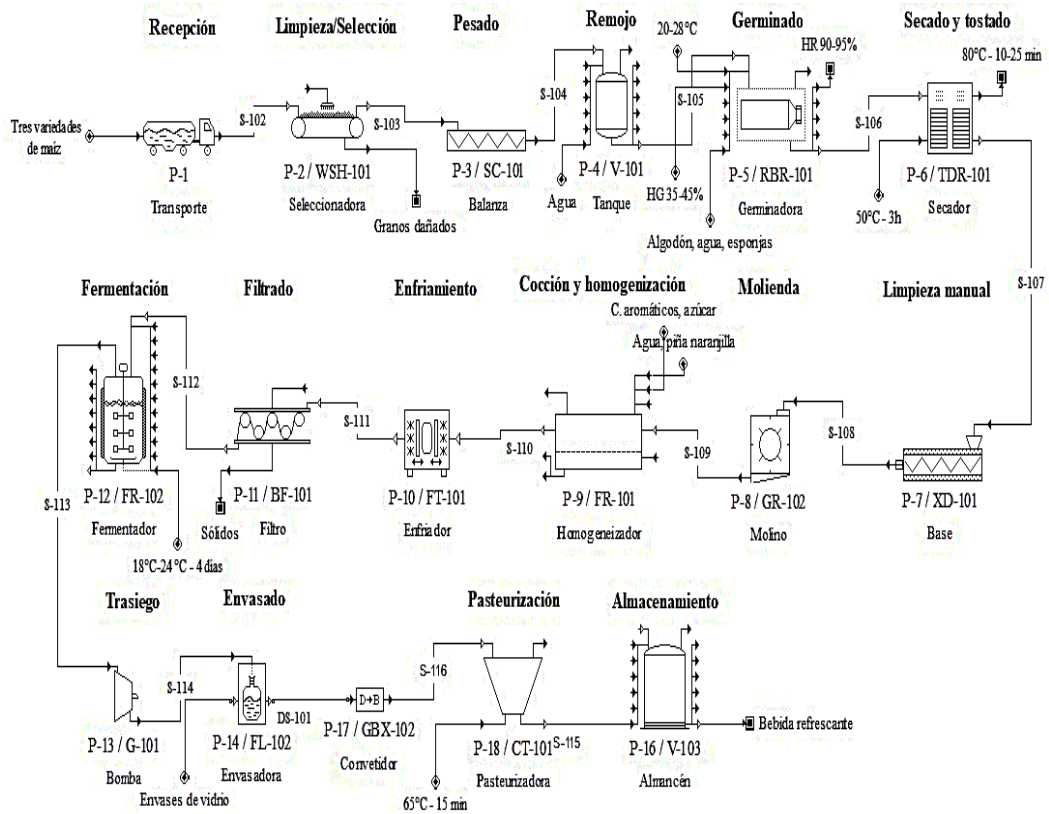 Recepción
Limpieza/Selección
Pesado
Remojo
Germinado
Secado y tostado
20-28°C
HR 90-95%
80°C - 10-25 min
S-102
S-103
S-104
S-105
S-106
Tres variedades
de maíz
P-1
Transporte
P-2 / WSH-101
Seleccionadora
Granos dañados
P-3 / SC-101
Balanza
Agua
P-4 / V-101
Tanque
HG 35-45%
P-5 / RBR-101
Germinadora
Algodón, agua, esponjas
P-6 / TDR-101
Secador
50°C - 3h
S-107
Fermentación
Filtrado
Enfriamiento
Cocción y homogenización
Molienda
Limpieza manual
C. aromáticos, azúcar
Agua, piña naranjilla
S-112
S-111
S-110
S-109
S-108
S-113
P-12 / FR-102
Fermentador
18°C-24 °C - 4 días
P-11 / BF-101
Filtro
Sólidos
P-10 / FT-101
Enfriador
P-9 / FR-101
Homogeneizador
P-8 / GR-102
Molino
P-7 / XD-101
Base
Trasiego
Envasado
Pasteurización
Almacenamiento
S-114
DS-101
D→B
S-116
S-115
P-13 / G-101
Bomba
Envases de vidrio
P-14 / FL-102
Envasadora
P-17 / GBX-102
Convetidor
P-18 / CT-101
Pasteurizadora
65°C - 15 min
P-16 / V-103
Almancén
Bebida refrescante